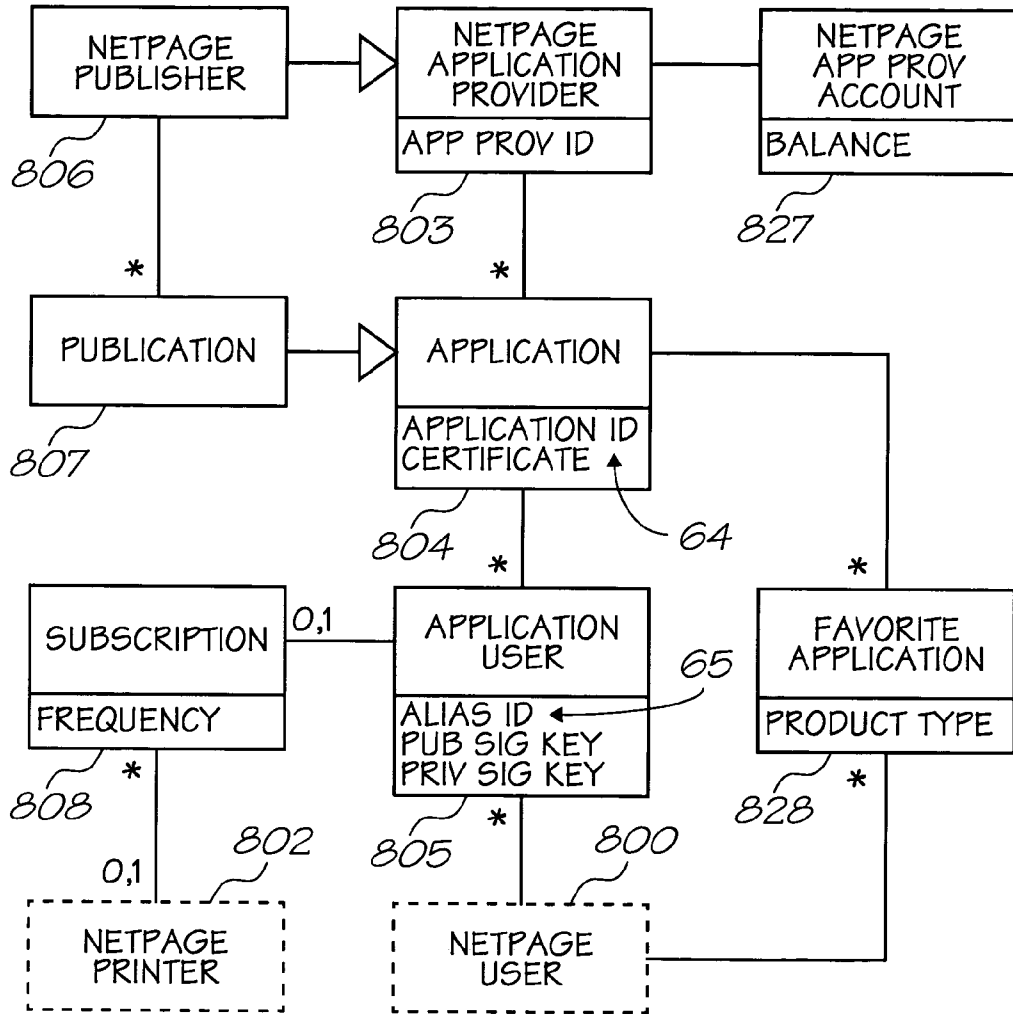 NETPAGE
PUBLISHER
NETPAGE
APPLICATION
PROVIDER
APP PROV ID
NETPAGE
APP PROV
ACCOUNT
BALANCE
806
803
827
*
*
PUBLICATION
APPLICATION
APPLICATION ID
CERTIFICATE
807
804
64
*
*
SUBSCRIPTION
FREQUENCY
0,1
APPLICATION
USER
ALIAS ID
PUB SIG KEY
PRIV SIG KEY
65
FAVORITE
APPLICATION
PRODUCT TYPE
808
*
805
*
828
*
802
800
0,1
NETPAGE
PRINTER
NETPAGE
USER